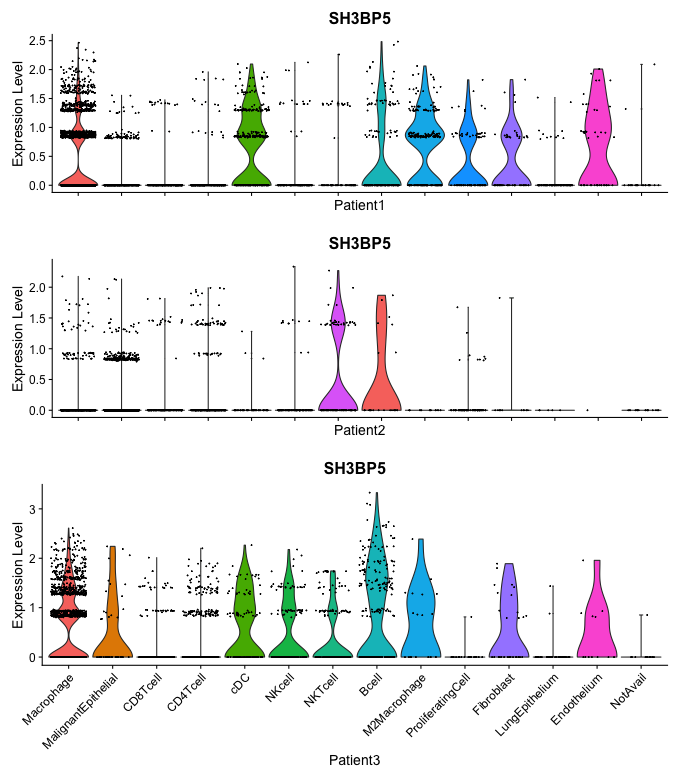 SH3BP5
Expression Level
2.5
2.0
1.5
1.0
0.5
0.0
Patient1
SH3BP5
Expression Level
2.0
1.5
1.0
0.5
0.0
Patient2
SH3BP5
Expression Level
3
2
1
0
Macrophage
MalignantEpithelial
CD8Tcell
CD4Tcell
cDC
NKcell
NKTcell
Bcell
M2Macrophage
ProliferatingCell
Fibroblast
LungEpithelium
Endothelium
NotAvail
Patient3